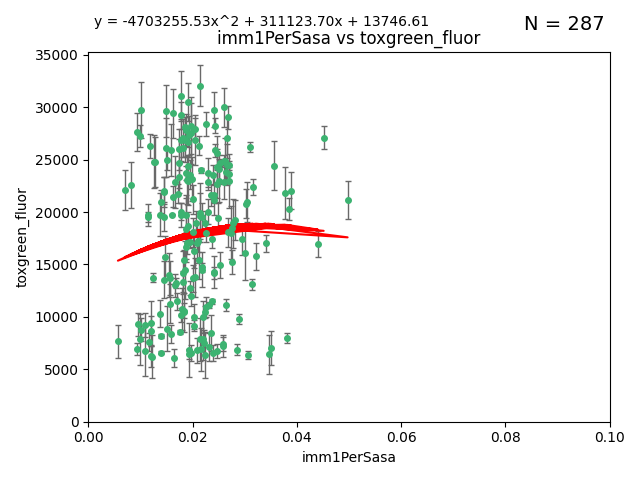 y = -4703255.53x^2 + 311123.70x + 13746.61
N = 287
imm1PerSasa vs toxgreen_fluor
35000
30000
25000
20000
15000
10000
5000
0
toxgreen_fluor
0.00 0.02 0.04 0.06 0.08 0.10
imm1PerSasa